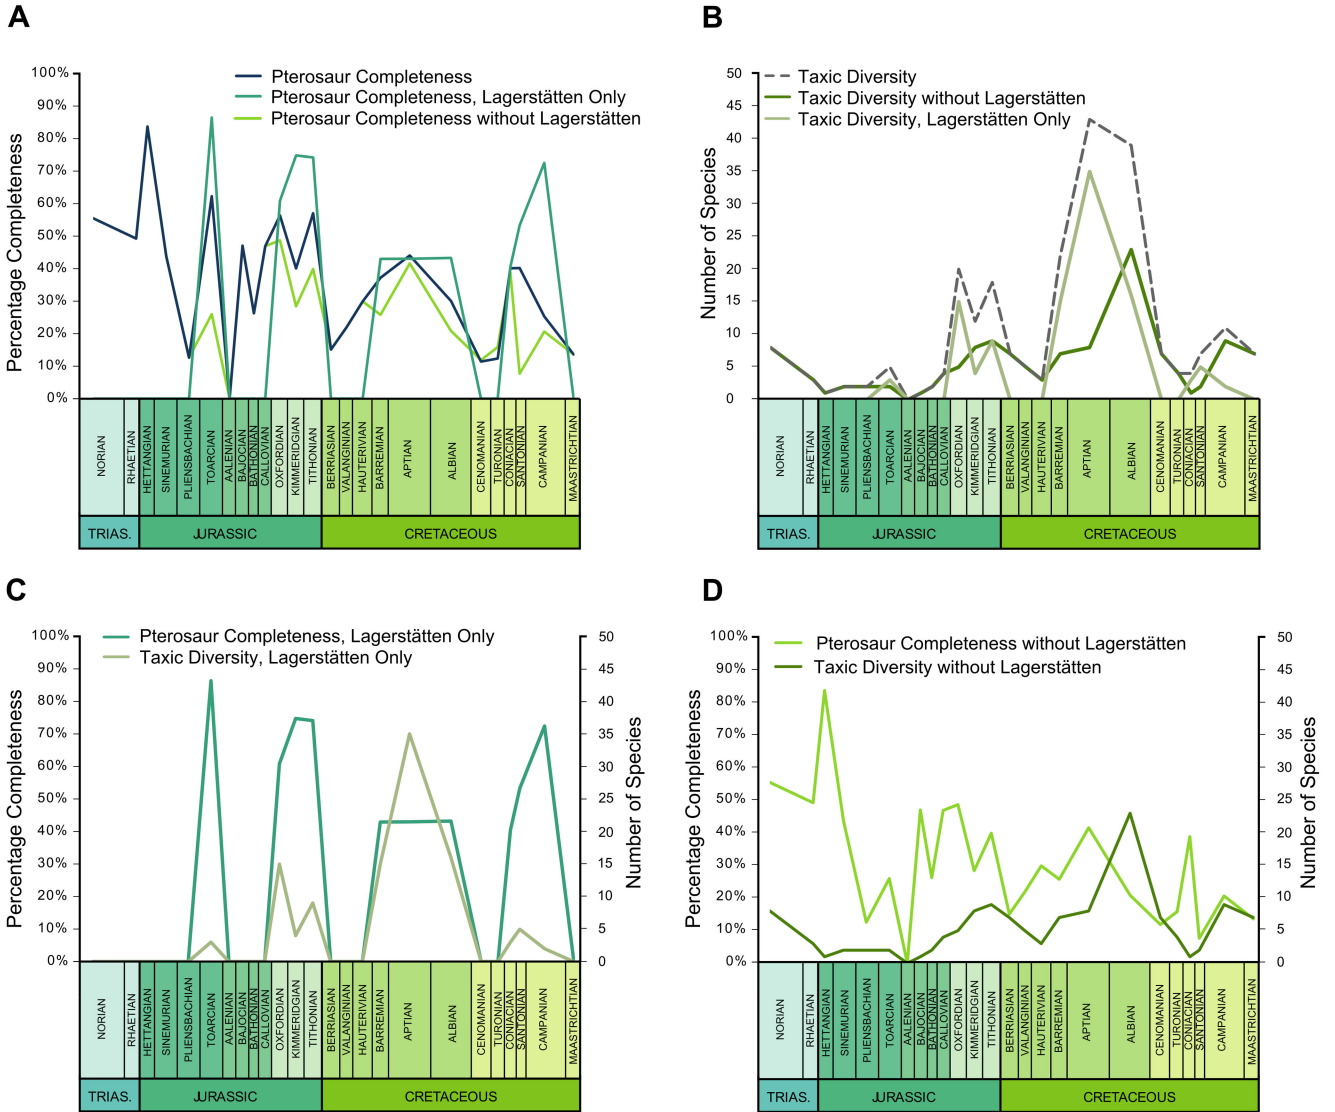 A
Pterosaur Completeness
Pterosaur Completeness, Lagerstätten Only
Pterosaur Completeness without Lagerstätten
Percentage Completeness
100%
90%
80%
70%
60%
50%
40%
30%
20%
10%
0%
NORIAN
RHAETIAN
HETTANGIAN
SINEMURIAN
PLIENSBACHIAN
TOARCIAN
AALENIAN
BAJOCIAN
BATHONIAN
CALLOVIAN
OXFORDIAN
KIMMERIDGIAN
TITHONIAN
BERRIASIAN
VALANGINIAN
HAUTERIVIAN
BARREMIAN
APTIAN
ALBIAN
CENOMANIAN
TURONIAN
CONIACIAN
SANTONIAN
CAMPANIAN
MAASTRICHTIAN
TRIAS.
JURASSIC
CRETACEOUS
B
Taxic Diversity
Taxic Diversity without Lagerstätten
Taxic Diversity, Lagerstätten Only
Number of Species
50
45
40
35
30
25
20
15
10
5
0
NORIAN
RHAETIAN
HETTANGIAN
SINEMURIAN
PLIENSBACHIAN
TOARCIAN
AALENIAN
BAJOCIAN
BATHONIAN
CALLOVIAN
OXFORDIAN
KIMMERIDGIAN
TITHONIAN
BERRIASIAN
VALANGINIAN
HAUTERIVIAN
BARREMIAN
APTIAN
ALBIAN
CENOMANIAN
TURONIAN
CONIACIAN
SANTONIAN
CAMPANIAN
MAASTRICHTIAN
TRIAS.
JURASSIC
CRETACEOUS
C
Pterosaur Completeness, Lagerstätten Only
Taxic Diversity, Lagerstätten Only
Percentage Completeness
100%
90%
80%
70%
60%
50%
40%
30%
20%
10%
0%
50
45
40
35
30
25
20
15
10
5
0
Number of Species
NORIAN
RHAETIAN
HETTANGIAN
SINEMURIAN
PLIENSBACHIAN
TOARCIAN
AALENIAN
BAJOCIAN
BATHONIAN
CALLOVIAN
OXFORDIAN
KIMMERIDGIAN
TITHONIAN
BERRIASIAN
VALANGINIAN
HAUTERIVIAN
BARREMIAN
APTIAN
ALBIAN
CENOMANIAN
TURONIAN
CONIACIAN
SANTONIAN
CAMPANIAN
MAASTRICHTIAN
TRIAS.
JURASSIC
CRETACEOUS
D
Pterosaur Completeness without Lagerstätten
Taxic Diversity without Lagerstätten
Percentage Completeness
100%
90%
80%
70%
60%
50%
40%
30%
20%
10%
0%
50
45
40
35
30
25
20
15
10
5
0
Number of Species
NORIAN
RHAETIAN
HETTANGIAN
SINEMURIAN
PLIENSBACHIAN
TOARCIAN
AALENIAN
BAJOCIAN
BATHONIAN
CALLOVIAN
OXFORDIAN
KIMMERIDGIAN
TITHONIAN
BERRIASIAN
VALANGINIAN
HAUTERIVIAN
BARREMIAN
APTIAN
ALBIAN
CENOMANIAN
TURONIAN
CONIACIAN
SANTONIAN
CAMPANIAN
MAASTRICHTIAN
TRIAS.
JURASSIC
CRETACEOUS